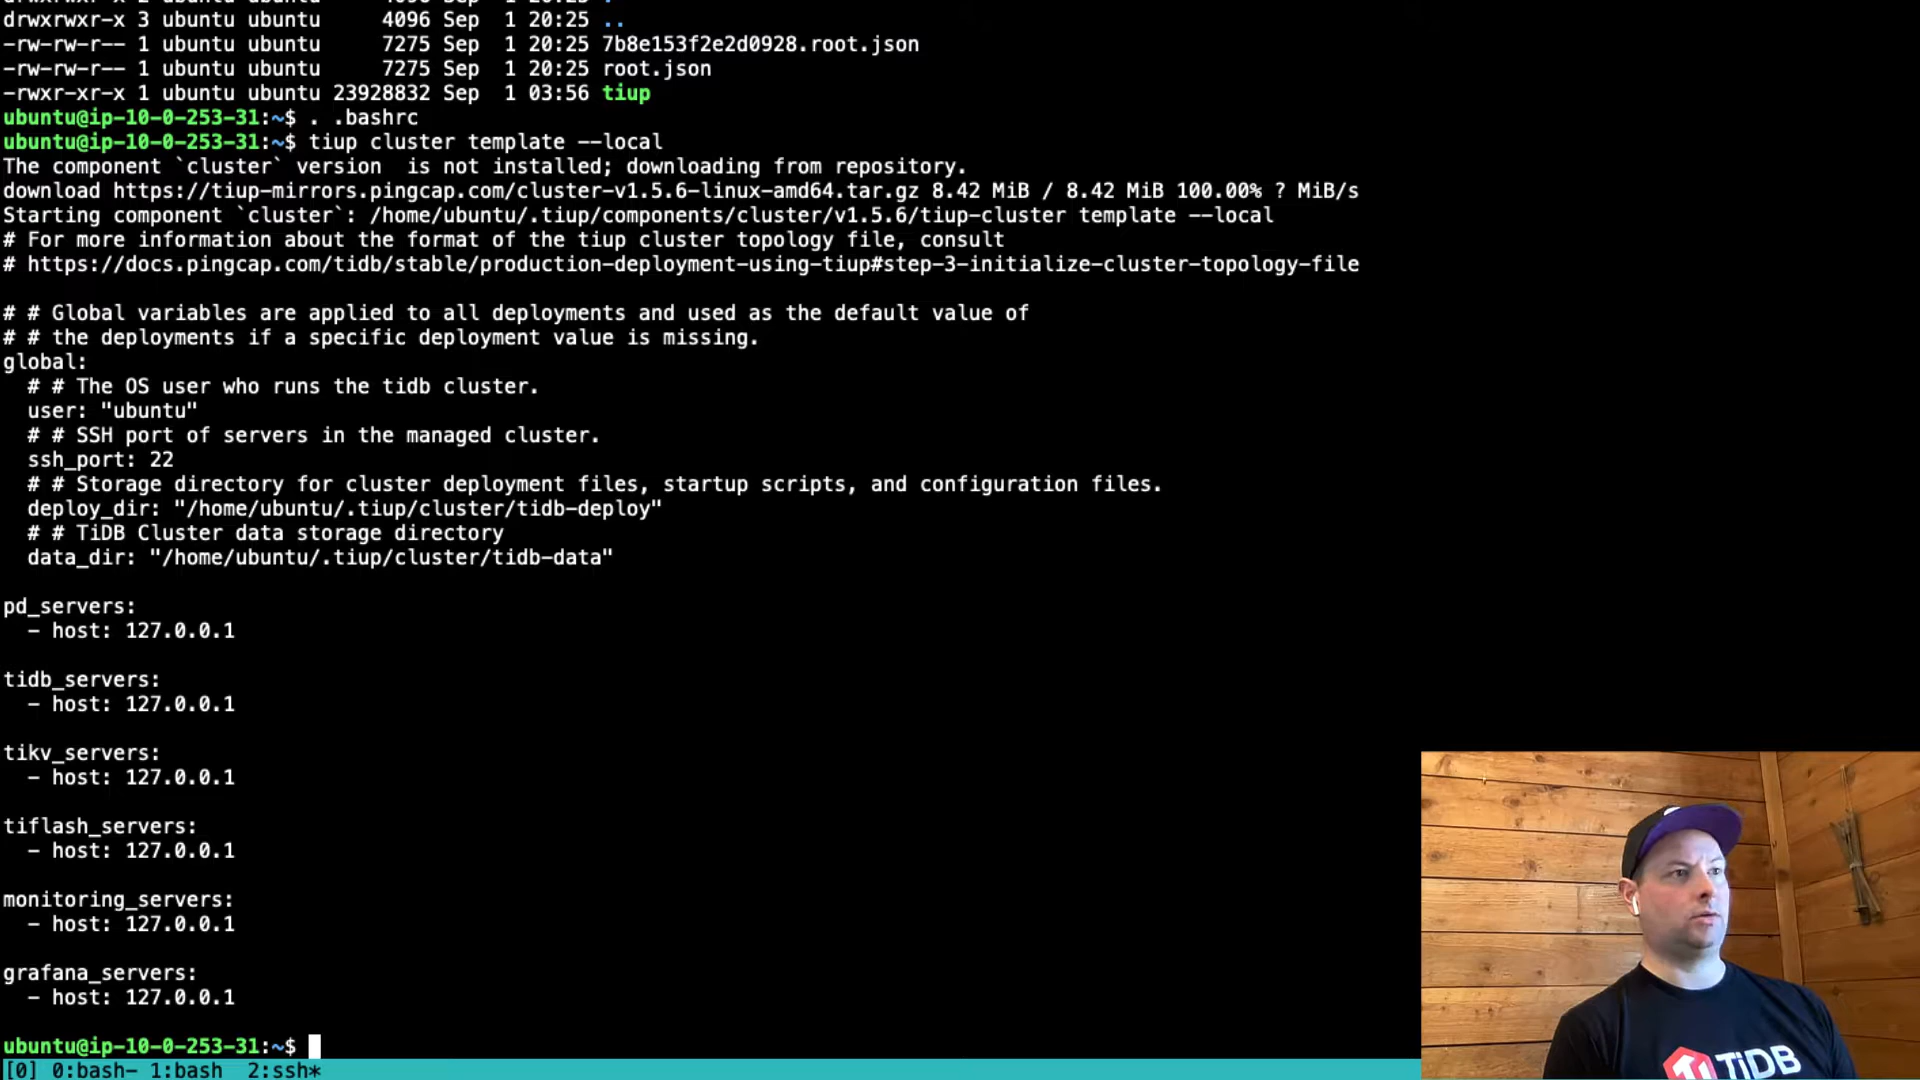 drwxrwxr-x 3 ubuntu ubuntu     4096 Sep  1 20:25 ..
-rw-rw-r-- 1 ubuntu ubuntu     7275 Sep  1 20:25 7b8e153f2e2d0928.root.json
-rw-rw-r-- 1 ubuntu ubuntu     7275 Sep  1 20:25 root.json
-rwxr-xr-x 1 ubuntu ubuntu 23928832 Sep  1 03:56 tiup
ubuntu@ip-10-0-253-31:~$ . .bashrc
ubuntu@ip-10-0-253-31:~$ tiup cluster template --local
The component `cluster` version  is not installed; downloading from repository.
download https://tiup-mirrors.pingcap.com/cluster-v1.5.6-linux-amd64.tar.gz 8.42 MiB / 8.42 MiB 100.00% ? MiB/s
Starting component `cluster`: /home/ubuntu/.tiup/components/cluster/v1.5.6/tiup-cluster template --local
# For more information about the format of the tiup cluster topology file, consult
# https://docs.pingcap.com/tidb/stable/production-deployment-using-tiup#step-3-initialize-cluster-topology-file
# # Global variables are applied to all deployments and used as the default value of
# # the deployments if a specific deployment value is missing.
global:
  # # The OS user who runs the tidb cluster.
  user: "ubuntu"
  # # SSH port of servers in the managed cluster.
  ssh_port: 22
  # # Storage directory for cluster deployment files, startup scripts, and configuration files.
  deploy_dir: "/home/ubuntu/.tiup/cluster/tidb-deploy"
  # # TiDB Cluster data storage directory
  data_dir: "/home/ubuntu/.tiup/cluster/tidb-data"
pd_servers:
  - host: 127.0.0.1
tidb_servers:
  - host: 127.0.0.1
tikv_servers:
  - host: 127.0.0.1
tiflash_servers:
  - host: 127.0.0.1
monitoring_servers:
  - host: 127.0.0.1
grafana_servers:
  - host: 127.0.0.1
ubuntu@ip-10-0-253-31:~$
[0] 0:bash- 1:bash  2:ssh*
TiDB